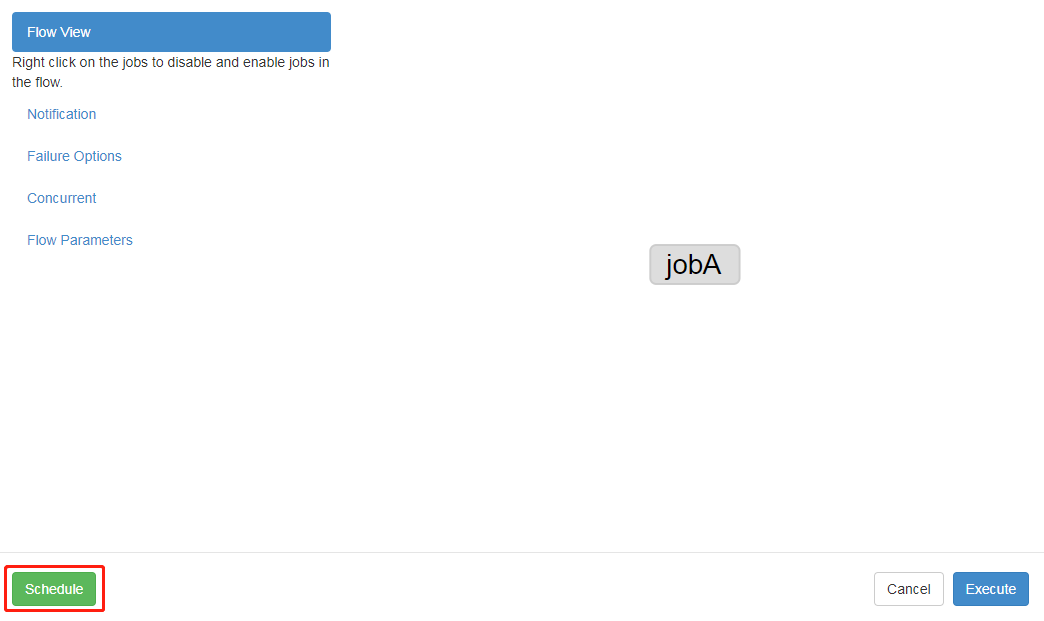 Flow View
Right click on the jobs to disable and enable jobs in
the flow.
Notification
Failure Options
Concurrent
Flow Parameters
jobA
Schedule
Cancel
Execute